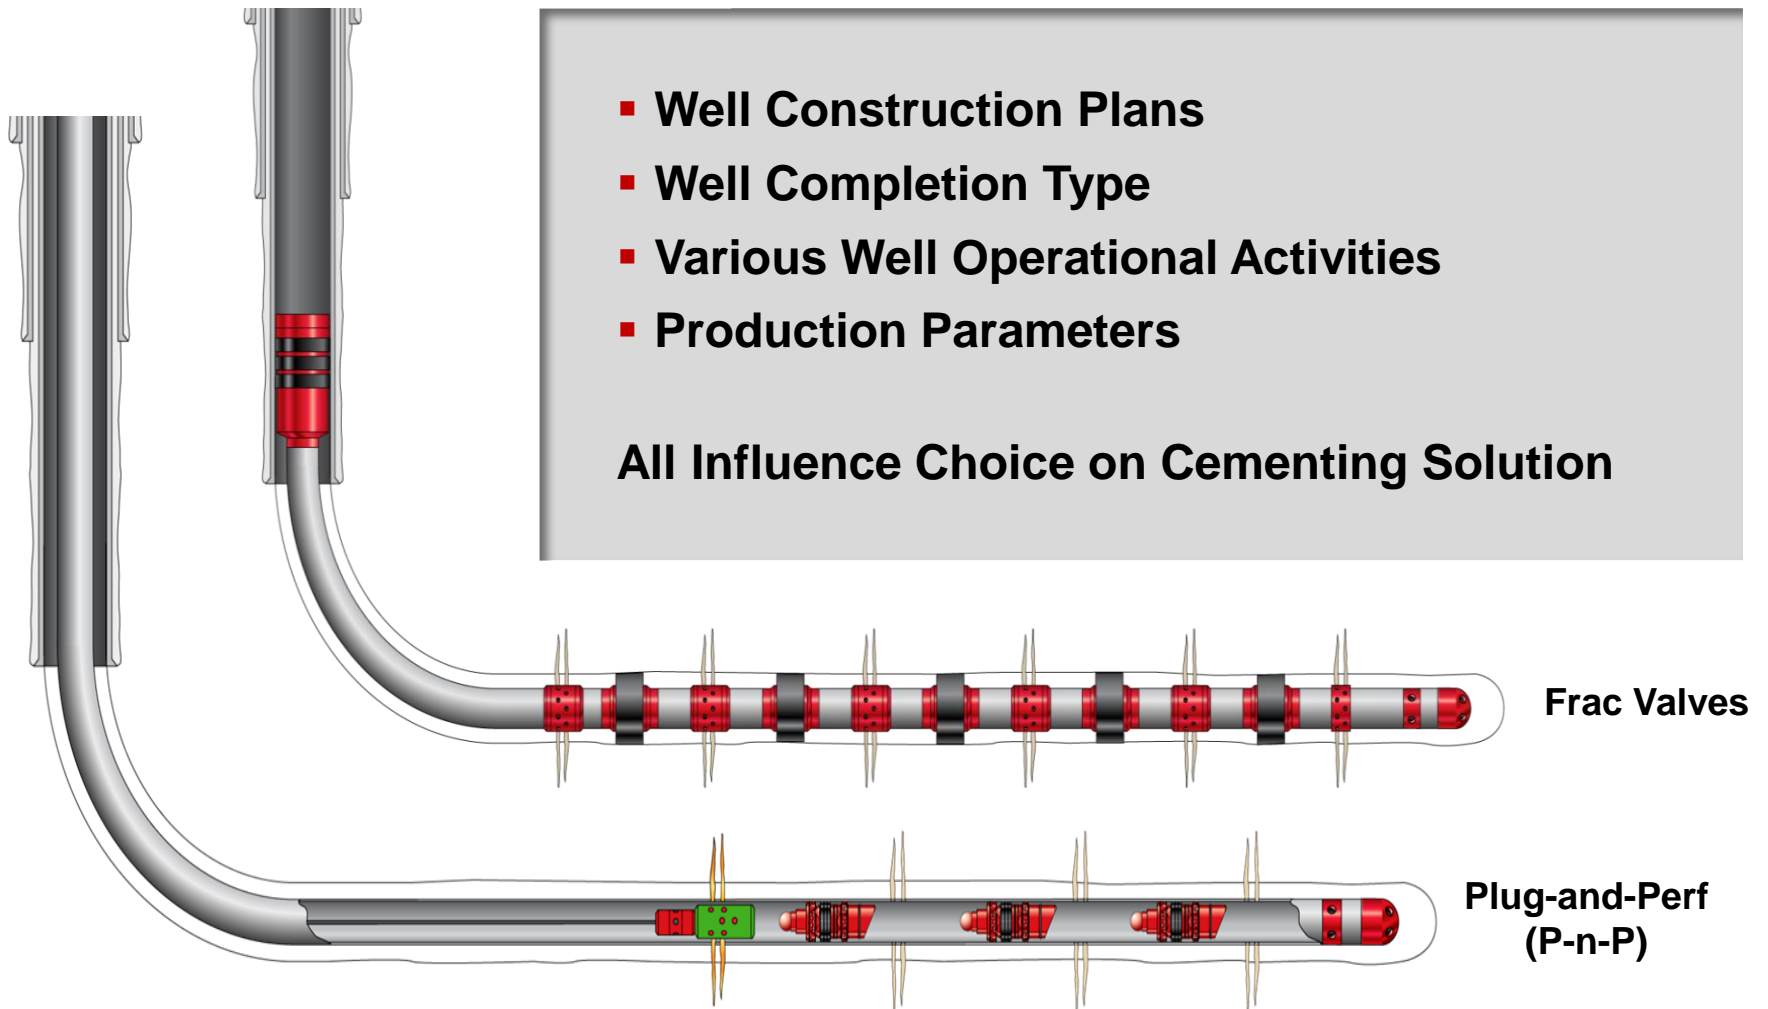 ▪ Well Construction Plans
▪ Well Completion Type
▪ Various Well Operational Activities
▪ Production Parameters
All Influence Choice on Cementing Solution
Frac Valves
Plug-and-Perf
(P-n-P)